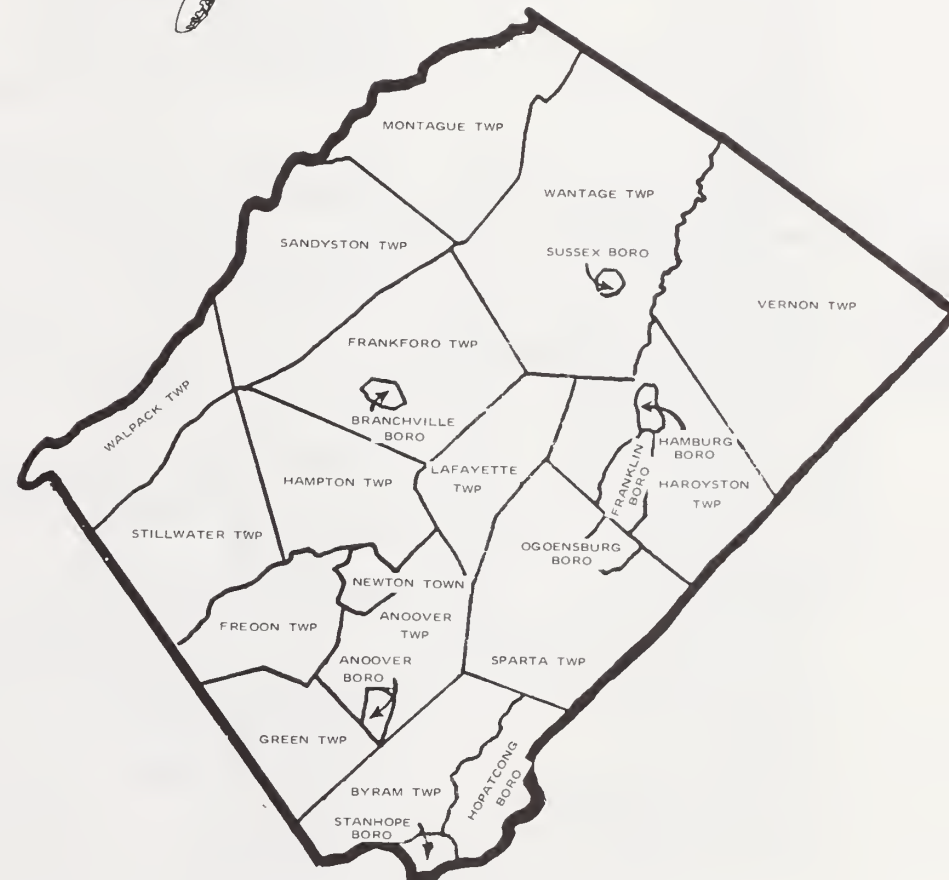 MONTAGUE TWP
WANTAGE TWP
SANDYSTON TWP
SUSSEX BORO
VERNON TWP
FRANKFORO TWP
BRANCHVILLE
BORO
WALPACK TWP
HAMBURG
BORO
FRANKLIN
BORO
LAFAYETTE
TWP
HAMPTON TWP
HAROYSTON
TWP
STILLWATER TWP
OGOENSBURG
BORO
NEWTON TOWN
ANOOVER
TWP
FREOON TWP
ANOOVER
BORO
SPARTA TWP
GREEN TWP
HOPATCONG
BORO
BYRAM TWP
STANHOPE
BORO